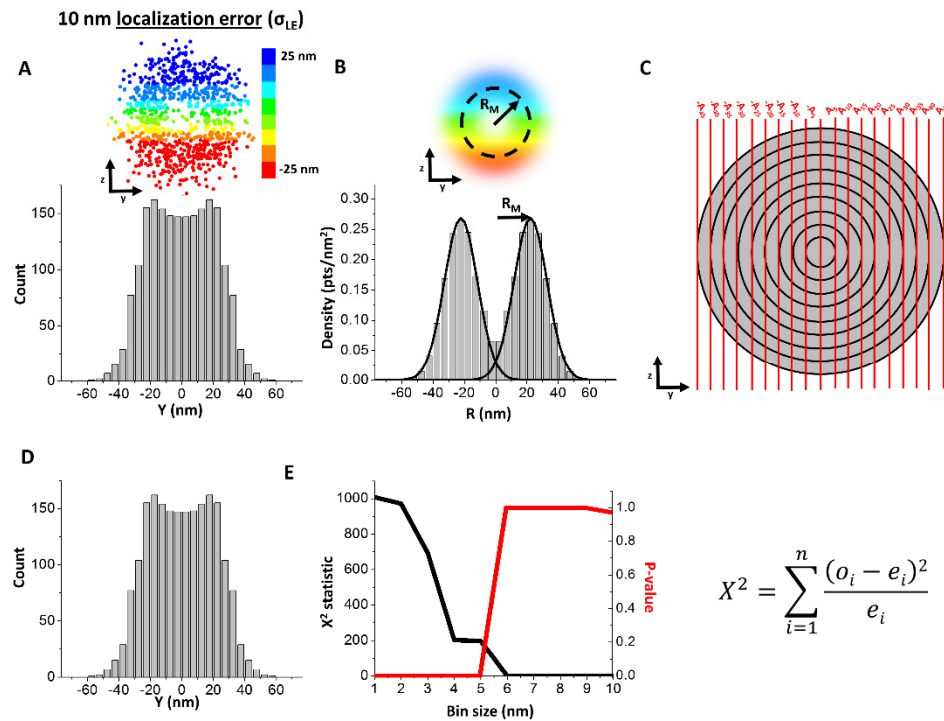 10 nm localization error (σLE)
A
25 nm
-25 nm
z
y
B
RM
z
y
C
z
y
150
100
50
0
Count
-60 -40 -20 0 20 40 60
Y (nm)
RM
0.30
0.25
0.20
0.15
0.10
0.05
0.00
Density (pts/nm²)
-60 -40 -20 0 20 40 60
R (nm)
D
150
100
50
0
Count
-60 -40 -20 0 20 40 60
Y (nm)
E
1000
800
600
400
200
0
X² statistic
1.0
0.8
0.6
0.4
0.2
0.0
P-value
1 2 3 4 5 6 7 8 9 10
Bin size (nm)
X² = ∑ⁿᵢ₌₁ (oᵢ − eᵢ)² / eᵢ